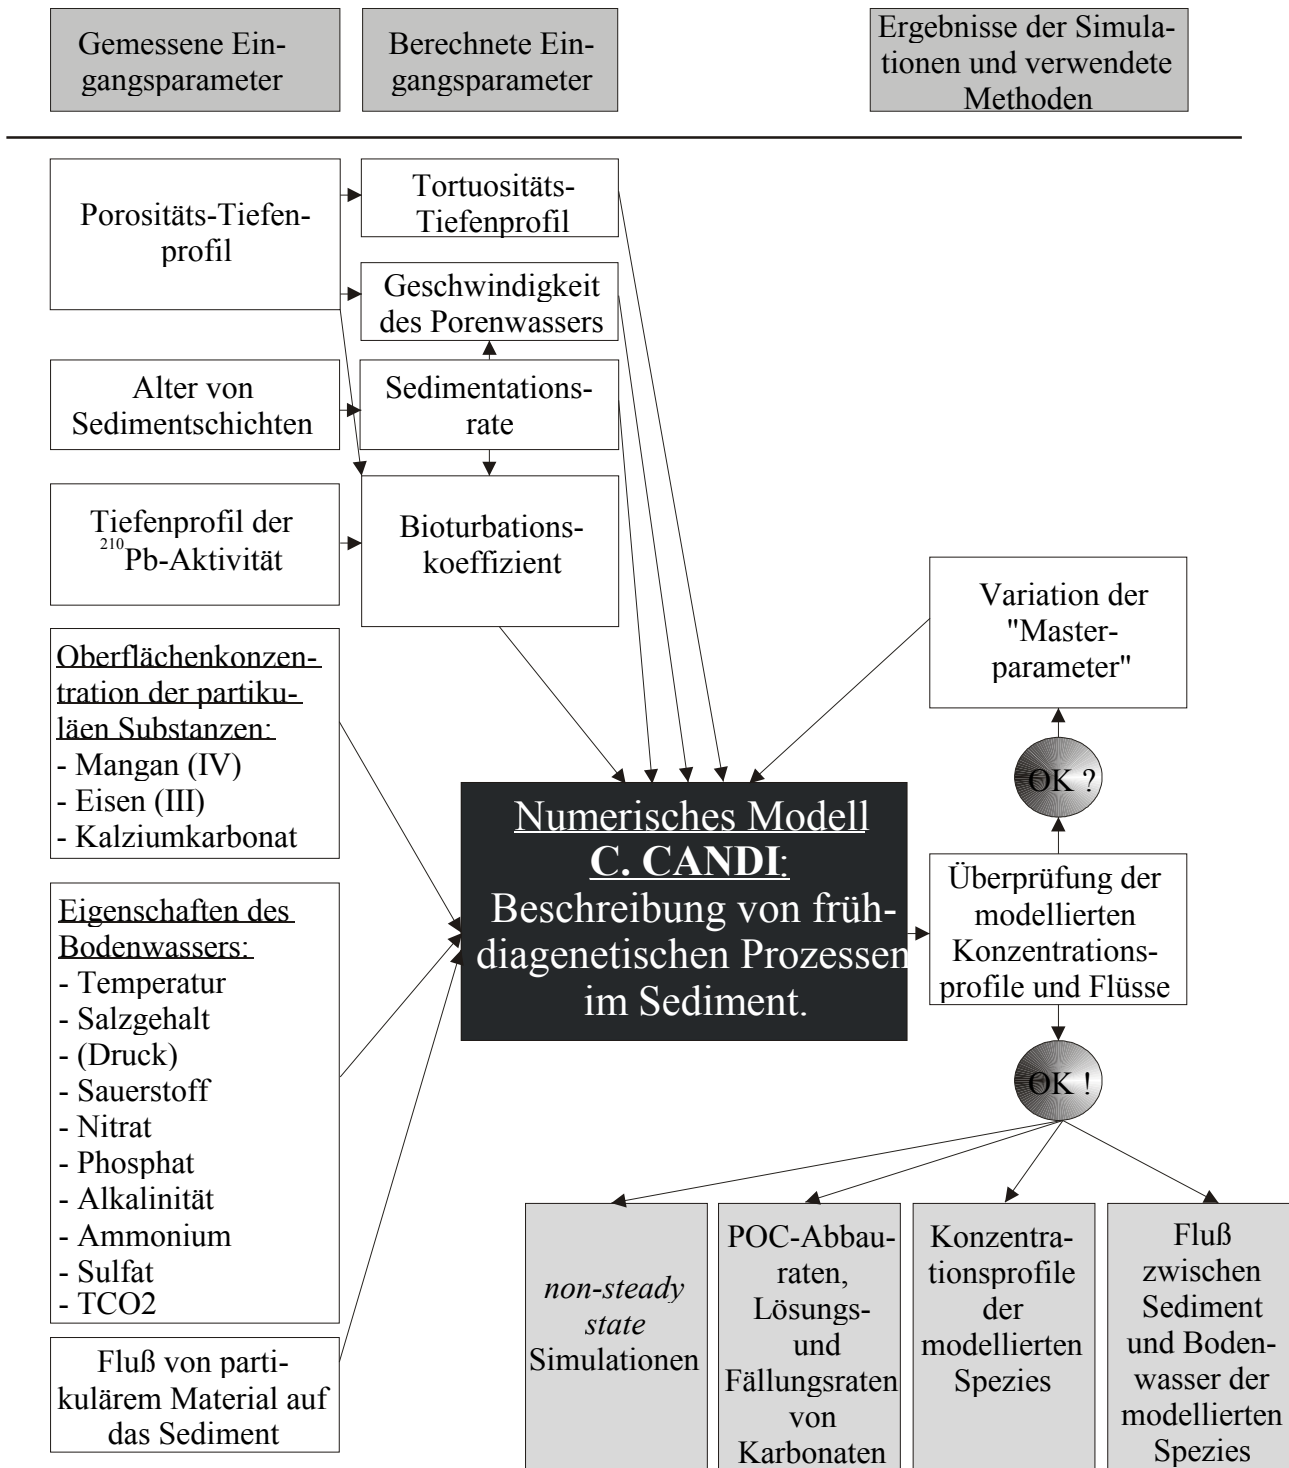 Gemessene Ein-
gangsparameter
Berechnete Ein-
gangsparameter
Ergebnisse der Simula-
tionen und verwendete
Methoden
Porositäts-Tiefen-
profil
Tortuositäts-
Tiefenprofil
Geschwindigkeit
des Porenwassers
Alter von
Sedimentschichten
Sedimentations-
rate
Tiefenprofil der
210Pb-Aktivität
Bioturbations-
koeffizient
Oberflächenkonzen-
tration der partiku-
läen Substanzen:
- Mangan (IV)
- Eisen (III)
- Kalziumkarbonat
Eigenschaften des
Bodenwassers:
- Temperatur
- Salzgehalt
- (Druck)
- Sauerstoff
- Nitrat
- Phosphat
- Alkalinität
- Ammonium
- Sulfat
- TCO2
Fluß von parti-
kulärem Material auf
das Sediment
Numerisches Modell
C. CANDI:
Beschreibung von früh-
diagenetischen Prozessen
im Sediment.
Variation der
"Master-
parameter"
OK ?
Überprüfung der
modellierten
Konzentrations-
profile und Flüsse
OK !
non-steady
state
Simulationen
POC-Abbau-
raten,
Lösungs-
und
Fällungsraten
von
Karbonaten
Konzentra-
tionsprofile
der
modellierten
Spezies
Fluß
zwischen
Sediment
und Boden-
wasser der
modellierten
Spezies